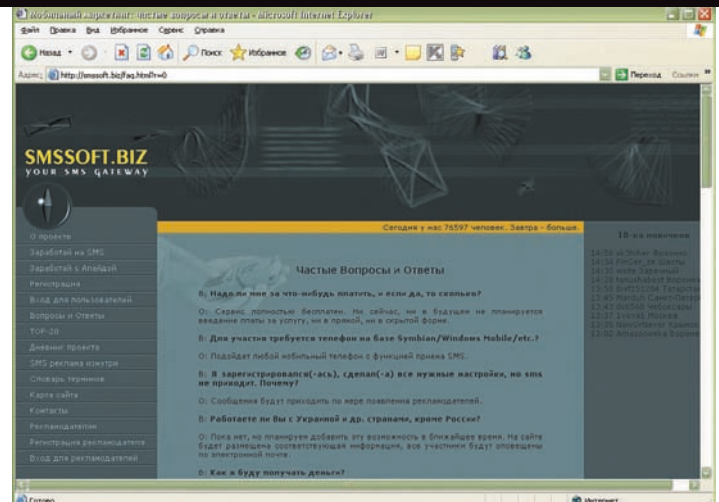 Мобильный маркетинг: частые вопросы и ответы - Microsoft Internet Explorer
Файл Правка Вид Избранное Сервис Справка
Назад Поиск Избранное
Адрес: http://smssoft.biz/faq.html?r=0 Переход Ссылки
SMSSOFT.BIZ
YOUR SMS GATEWAY
Сегодня у нас 76597 человек. Завтра - больше.
О проекте
Заработай на SMS
Заработай с Апайдой
Регистрация
Вход для пользователей
Вопросы и Ответы
TOP-20
Дневник проекта
SMS реклама изнутри
Словарь терминов
Карта сайта
Контакты
Рекламодателям
Регистрация рекламодателя
Вход для рекламодателей
Частые Вопросы и Ответы
В: Надо ли мне за что-нибудь платить, и если да, то сколько?
О: Сервис полностью бесплатен. Ни сейчас, ни в будущем не планируется
введение платы за услугу, ни в прямой, ни в скрытой форме.
В: Для участия требуется телефон на базе Symbian/Windows Mobile/etc.?
О: Подойдет любой мобильный телефон с функцией приема SMS.
В: Я зарегистрировался(-ась), сделал(-а) все нужные настройки, но sms
не приходит. Почему?
О: Сообщения будут приходить по мере появления рекламодателей.
В: Работаете ли Вы с Украиной и др. странами, кроме России?
О: Пока нет, но планируем добавить эту возможность в ближайшее время. На сайте
будет размещена соответствующая информация, все участники будут оповещены
по электронной почте.
В: Как я буду получать деньги?
10-ка новичков
Готово
Интернет